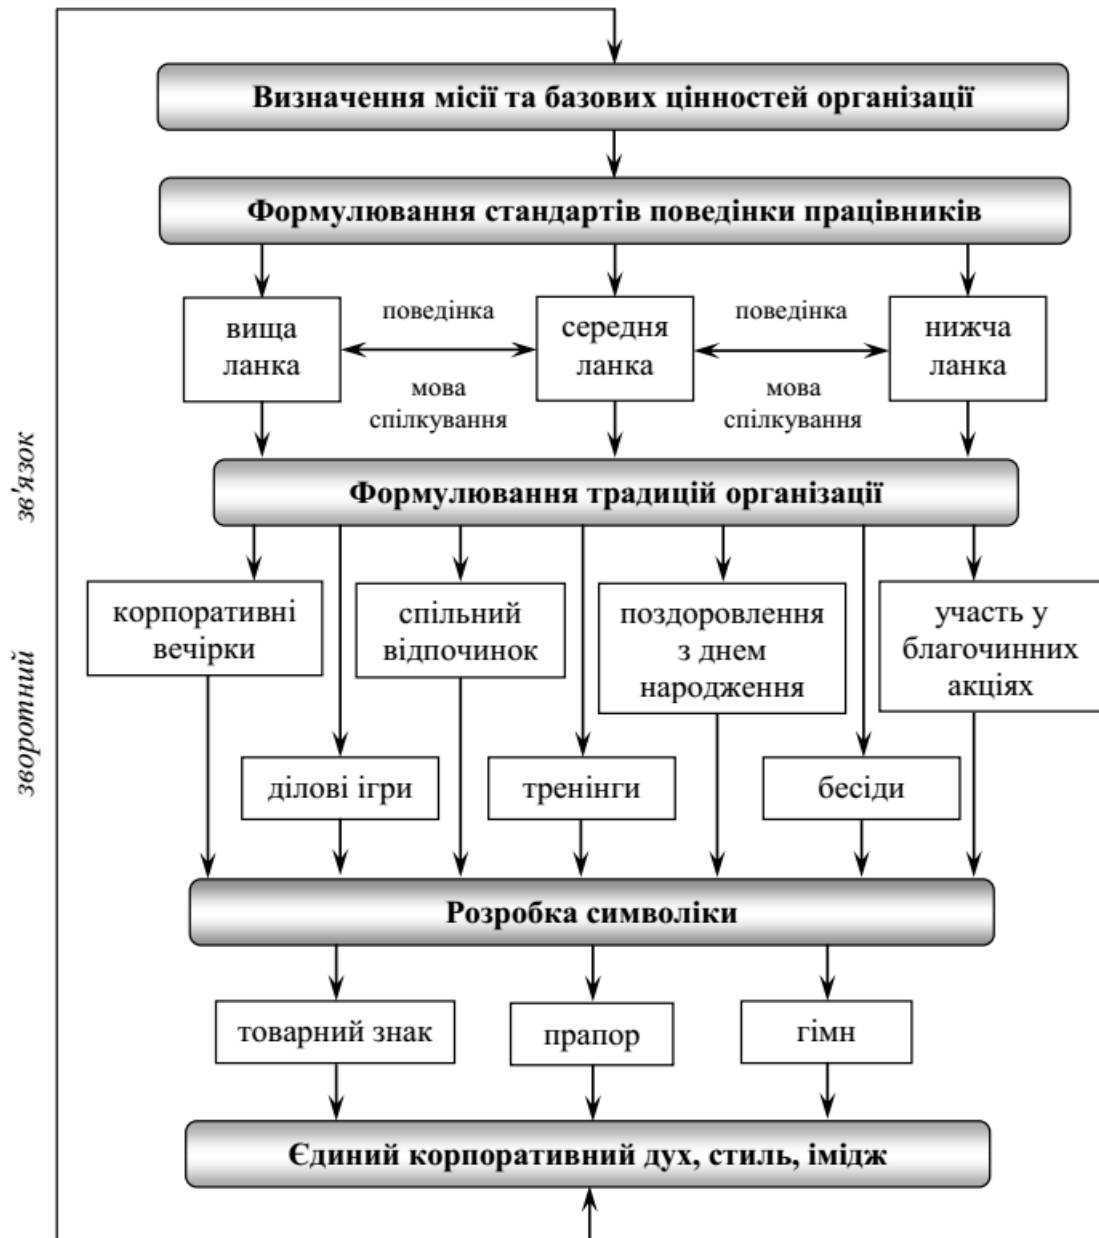 Визначення місії та базових цінностей організації
Формулювання стандартів поведінки працівників
вища
ланка
поведінка
мова
спілкування
середня
ланка
поведінка
мова
спілкування
нижча
ланка
Формулювання традицій організації
корпоративні
вечірки
спільний
відпочинок
поздоровлення
з днем
народження
участь у
благочинних
акціях
ділові ігри
тренінги
бесіди
Розробка символіки
товарний знак
прапор
гімн
Єдиний корпоративний дух, стиль, імідж
зворотний зв'язок